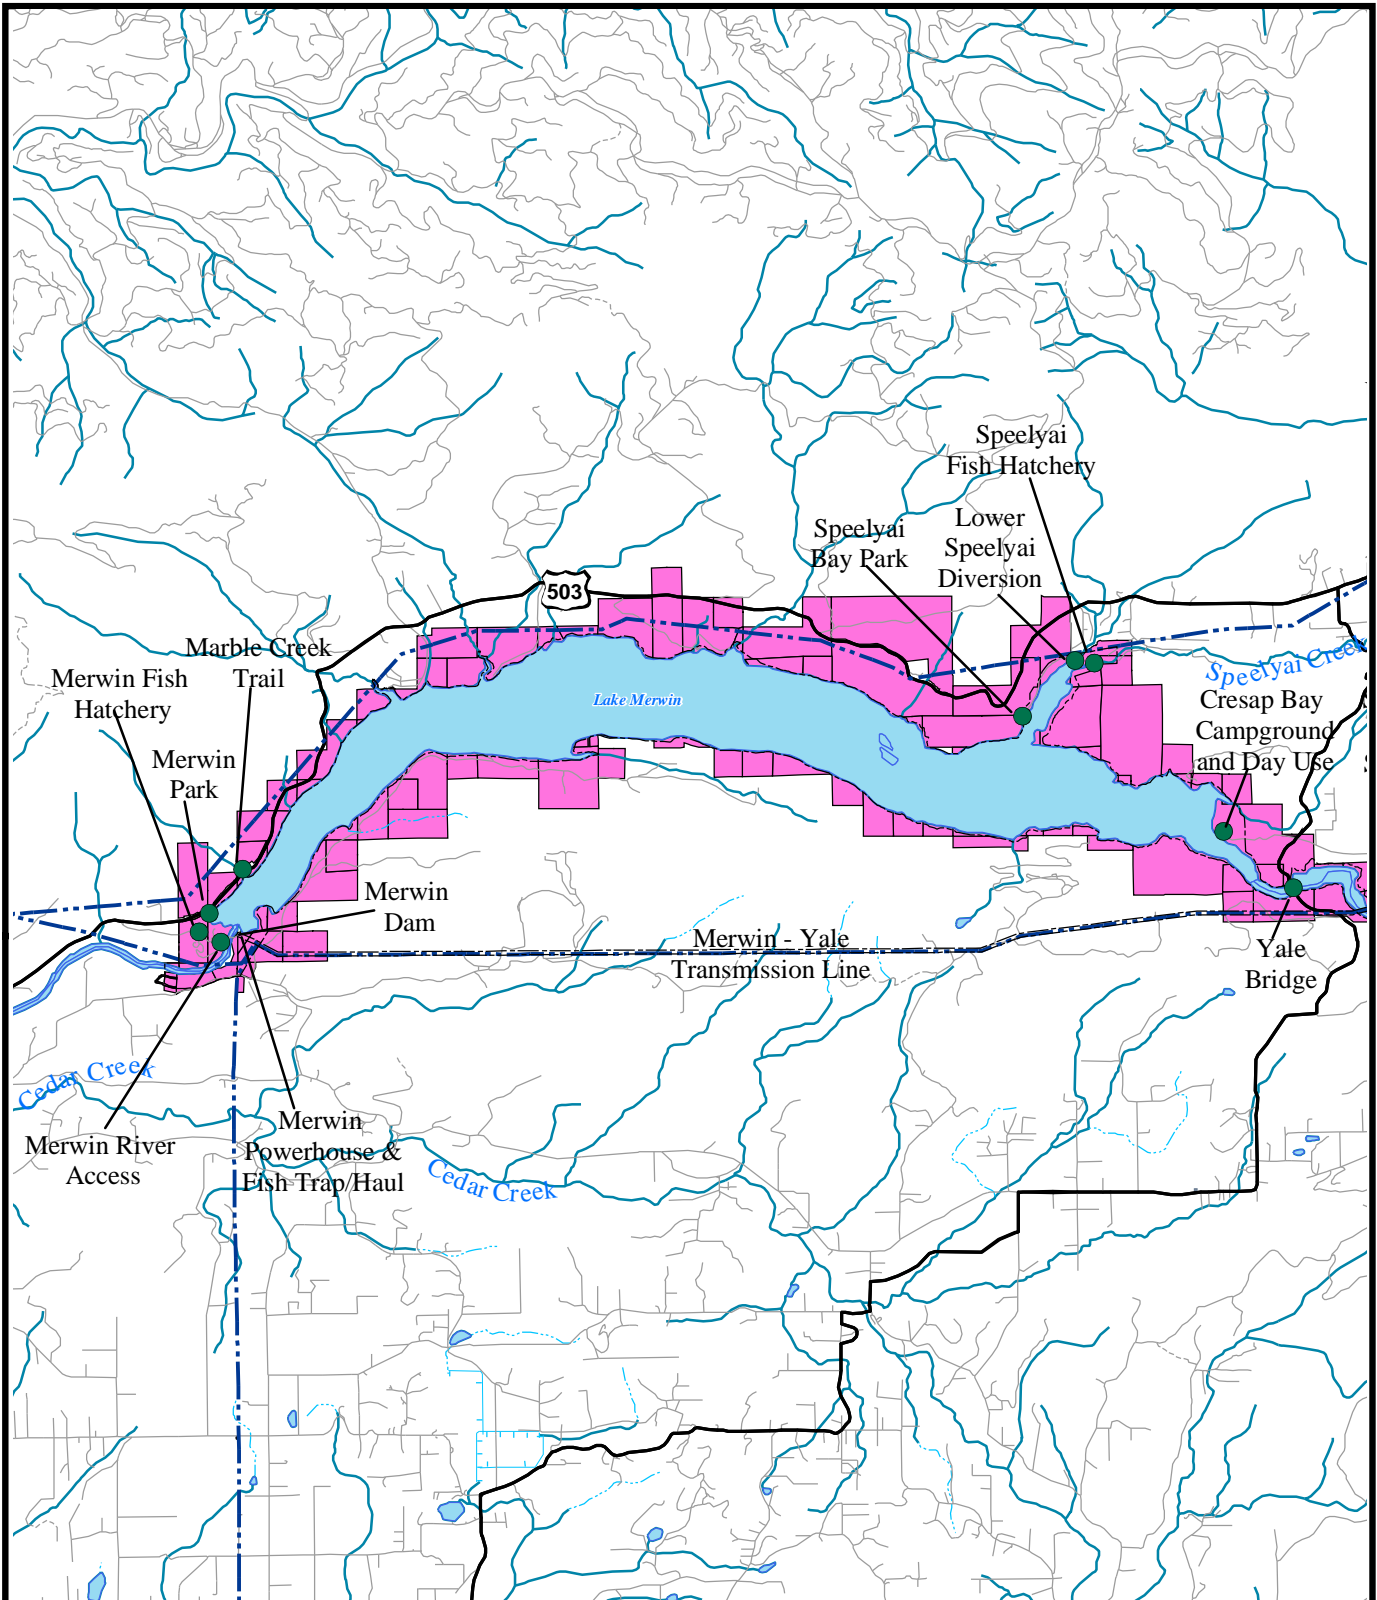 Speelyai
Fish Hatchery
Lower
Speelyai
Diversion
Speelyai
Bay Park
503
Marble Creek
Trail
Merwin Fish
Hatchery
Lake Merwin
Speelyai Creek
Cresap Bay
Campground
and Day Use
Merwin
Park
Merwin
Dam
Merwin - Yale
Transmission Line
Yale
Bridge
Cedar Creek
Merwin River
Access
Merwin
Powerhouse &
Fish Trap/Haul
Cedar Creek